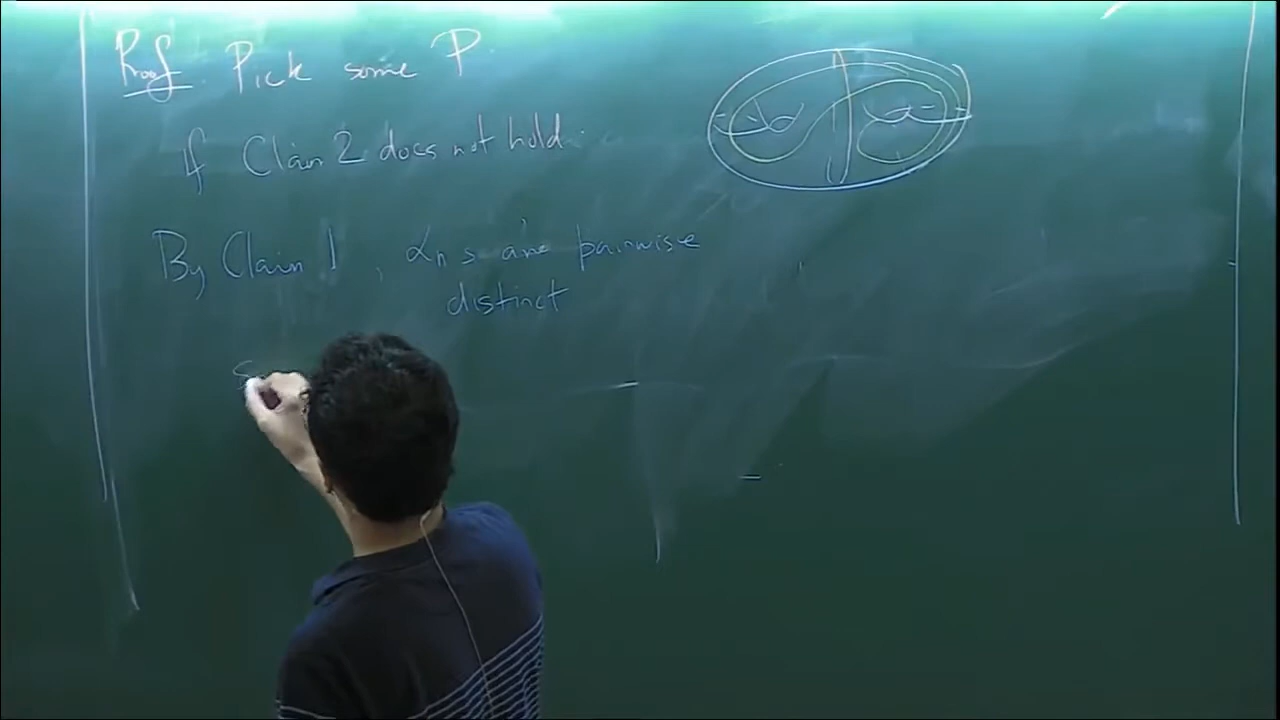 Proof. Pick some P.
If Claim 2 does not hold.
By Claim 1, αₙ's are pairwise
distinct
S